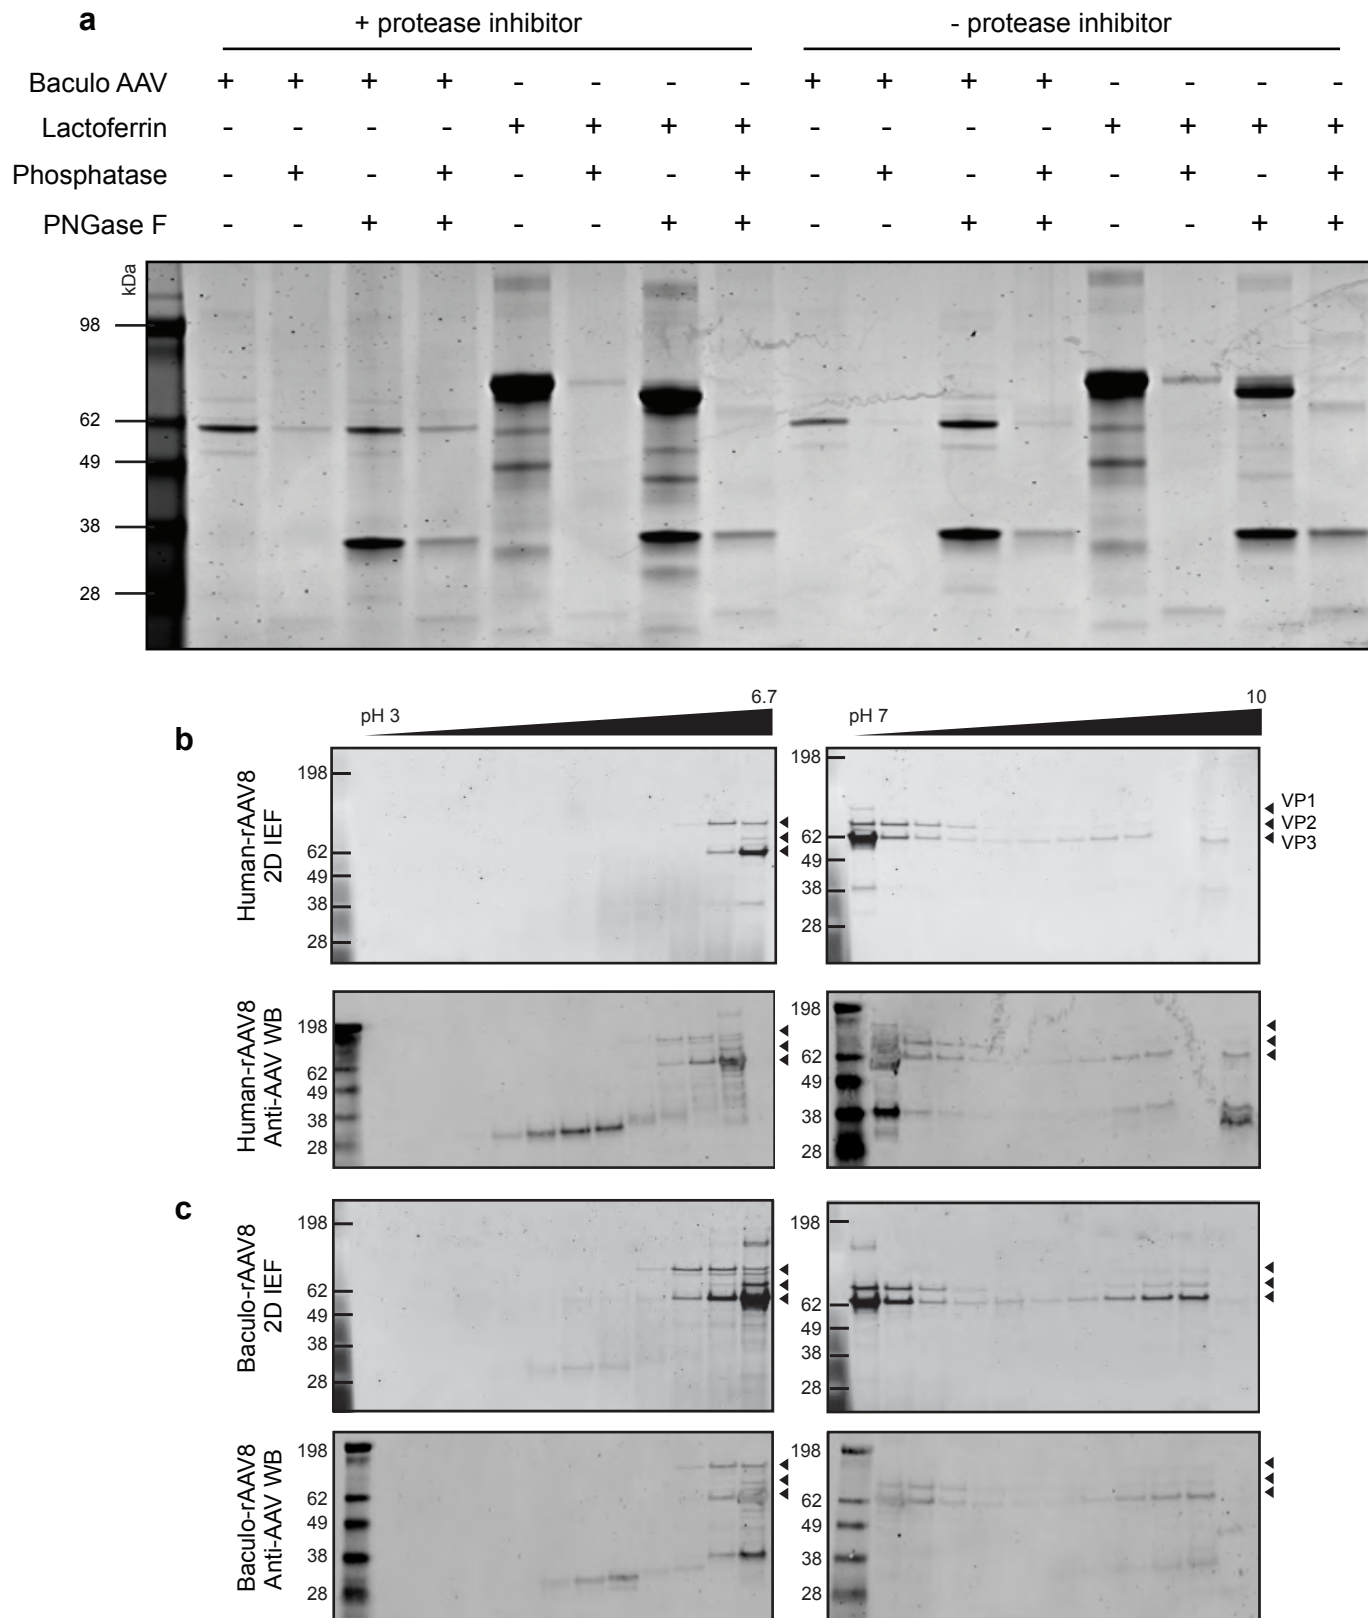 a
+ protease inhibitor - protease inhibitor
Baculo AAV + + + + - - - - + + + + - - - -
Lactoferrin - - - - + + + + - - - - + + + +
Phosphatase - + - + - + - + - + - + - + - +
PNGase F - - + + - - + + - - + + - - + +
kDa
98
62
49
38
28
pH 3 6.7 pH 7 10
b
Human-rAAV8
2D IEF
198
62
49
38
28
198
62
49
38
28
VP1
VP2
VP3
Human-rAAV8
Anti-AAV WB
198
62
49
38
28
198
62
49
38
28
c
Baculo-rAAV8
2D IEF
198
62
49
38
28
198
62
49
38
28
Baculo-rAAV8
Anti-AAV WB
198
62
49
38
28
198
62
49
38
28